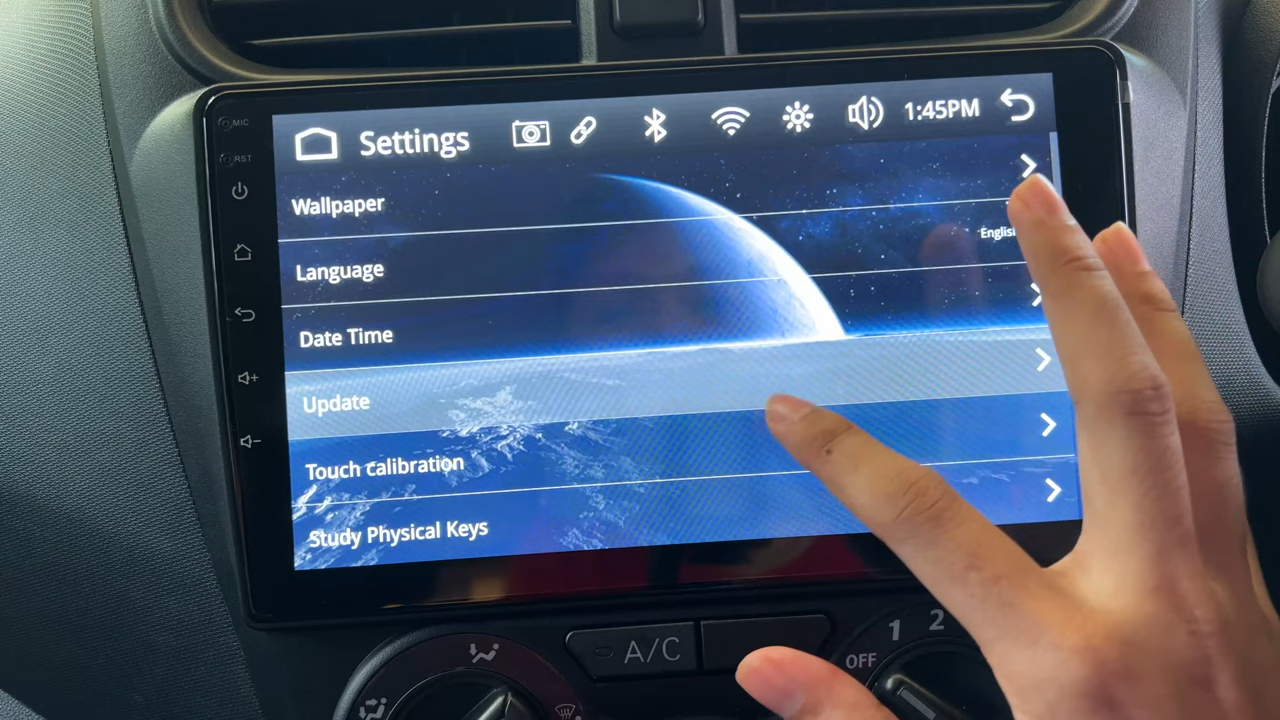 MIC
RST
Settings
1:45PM
Wallpaper
Language
English
Date Time
Update
Touch calibration
Study Physical Keys
A/C
OFF
1
2